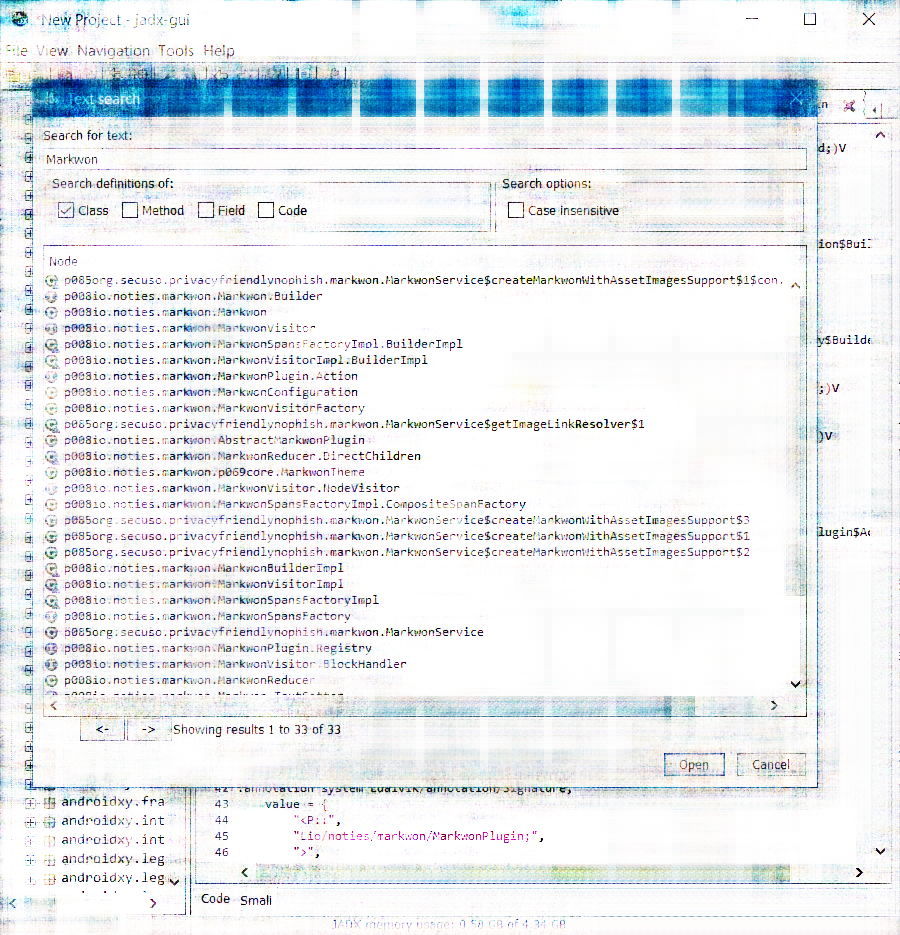 New Project - jadx-gui
File View Navigation Tools Help
Text search
Search for text:
d;)V
Markwon
Search definitions of:
Search options:
Class Method Field Code
Case insensitive
ion$Buil
Node
p085org.secuso.privacyfriendlynophish.markwon.MarkwonService$createMarkwonWithAssetImagesSupport$1$con.
p008io.noties.markwon.Markwon.Builder
p008io.noties.markwon.Markwon
p008io.noties.markwon.MarkwonVisitor
p008io.noties.markwon.MarkwonSpansFactoryImpl.BuilderImpl
y$Builde
p008io.noties.markwon.MarkwonVisitorImpl.BuilderImpl
p008io.noties.markwon.MarkwonPlugin.Action
p008io.noties.markwon.MarkwonConfiguration
;)V
p008io.noties.markwon.MarkwonVisitorFactory
p085org.secuso.privacyfriendlynophish.markwon.MarkwonService$getImageLinkResolver$1
p008io.noties.markwon.AbstractMarkwonPlugin
)V
p008io.noties.markwon.MarkwonReducer.DirectChildren
p008io.noties.markwon.p069core.MarkwonTheme
p008io.noties.markwon.MarkwonVisitor.NodeVisitor
p008io.noties.markwon.MarkwonSpansFactoryImpl.CompositeSpanFactory
p085org.secuso.privacyfriendlynophish.markwon.MarkwonService$createMarkwonWithAssetImagesSupport$3
p085org.secuso.privacyfriendlynophish.markwon.MarkwonService$createMarkwonWithAssetImagesSupport$1
lugin$Ac
p085org.secuso.privacyfriendlynophish.markwon.MarkwonService$createMarkwonWithAssetImagesSupport$2
p008io.noties.markwon.MarkwonBuilderImpl
p008io.noties.markwon.MarkwonVisitorImpl
p008io.noties.markwon.MarkwonSpansFactoryImpl
p008io.noties.markwon.MarkwonSpansFactory
p085org.secuso.privacyfriendlynophish.markwon.MarkwonService
p008io.noties.markwon.MarkwonPlugin.Registry
p008io.noties.markwon.MarkwonVisitor.BlockHandler
p008io.noties.markwon.MarkwonReducer
<- -> Showing results 1 to 33 of 33
Open Cancel
42 .annotation system Ldalvik/annotation/Signature;
androidxy.fra
43 value = {
androidxy.int
44 "<P::",
androidxy.int
45 "Lio/noties/markwon/MarkwonPlugin;",
androidxy.leg
46 ">",
androidxy.leg
Code Smali
JADX memory usage: 0.58 GB of 4.34 GB